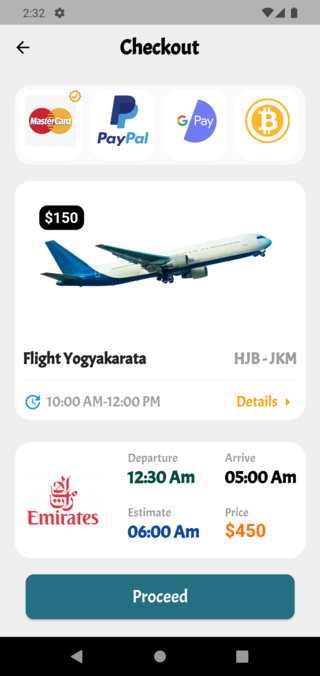 2:32
Checkout
MasterCard
PayPal
G Pay
$150
Flight Yogyakarata
HJB - JKM
10:00 AM-12:00 PM
Details
Departure
Arrive
12:30 Am
05:00 Am
Emirates
Estimate
Price
06:00 Am
$450
Proceed